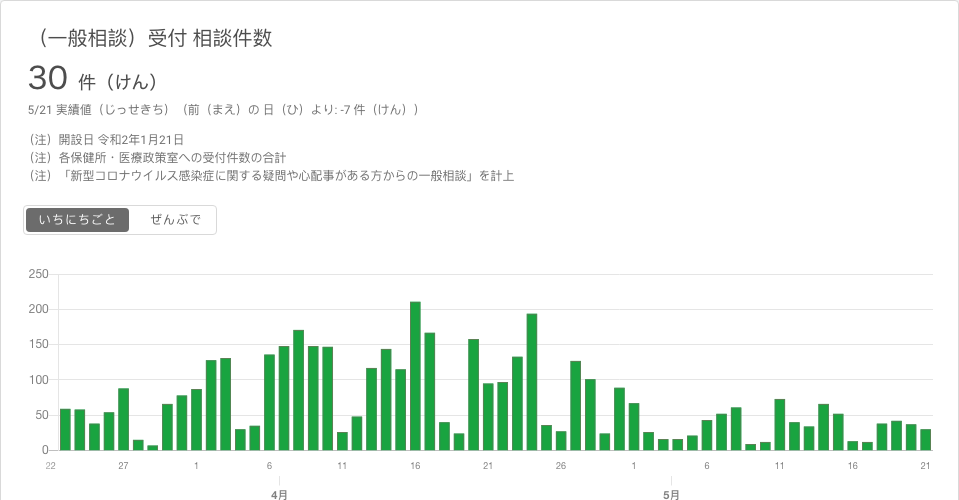 （一般相談）受付 相談件数
30 件（けん）
5/21 実績値（じっせきち）（前（まえ）の 日（ひ）より: -7 件（けん））
（注）開設日 令和2年1月21日
（注）各保健所・医療政策室への受付件数の合計
（注）「新型コロナウイルス感染症に関する疑問や心配事がある方からの一般相談」を計上
いちにちごと ぜんぶで
250
200
150
100
50
0
22 27 1 6 11 16 21 26 1 6 11 16 21
4月 5月